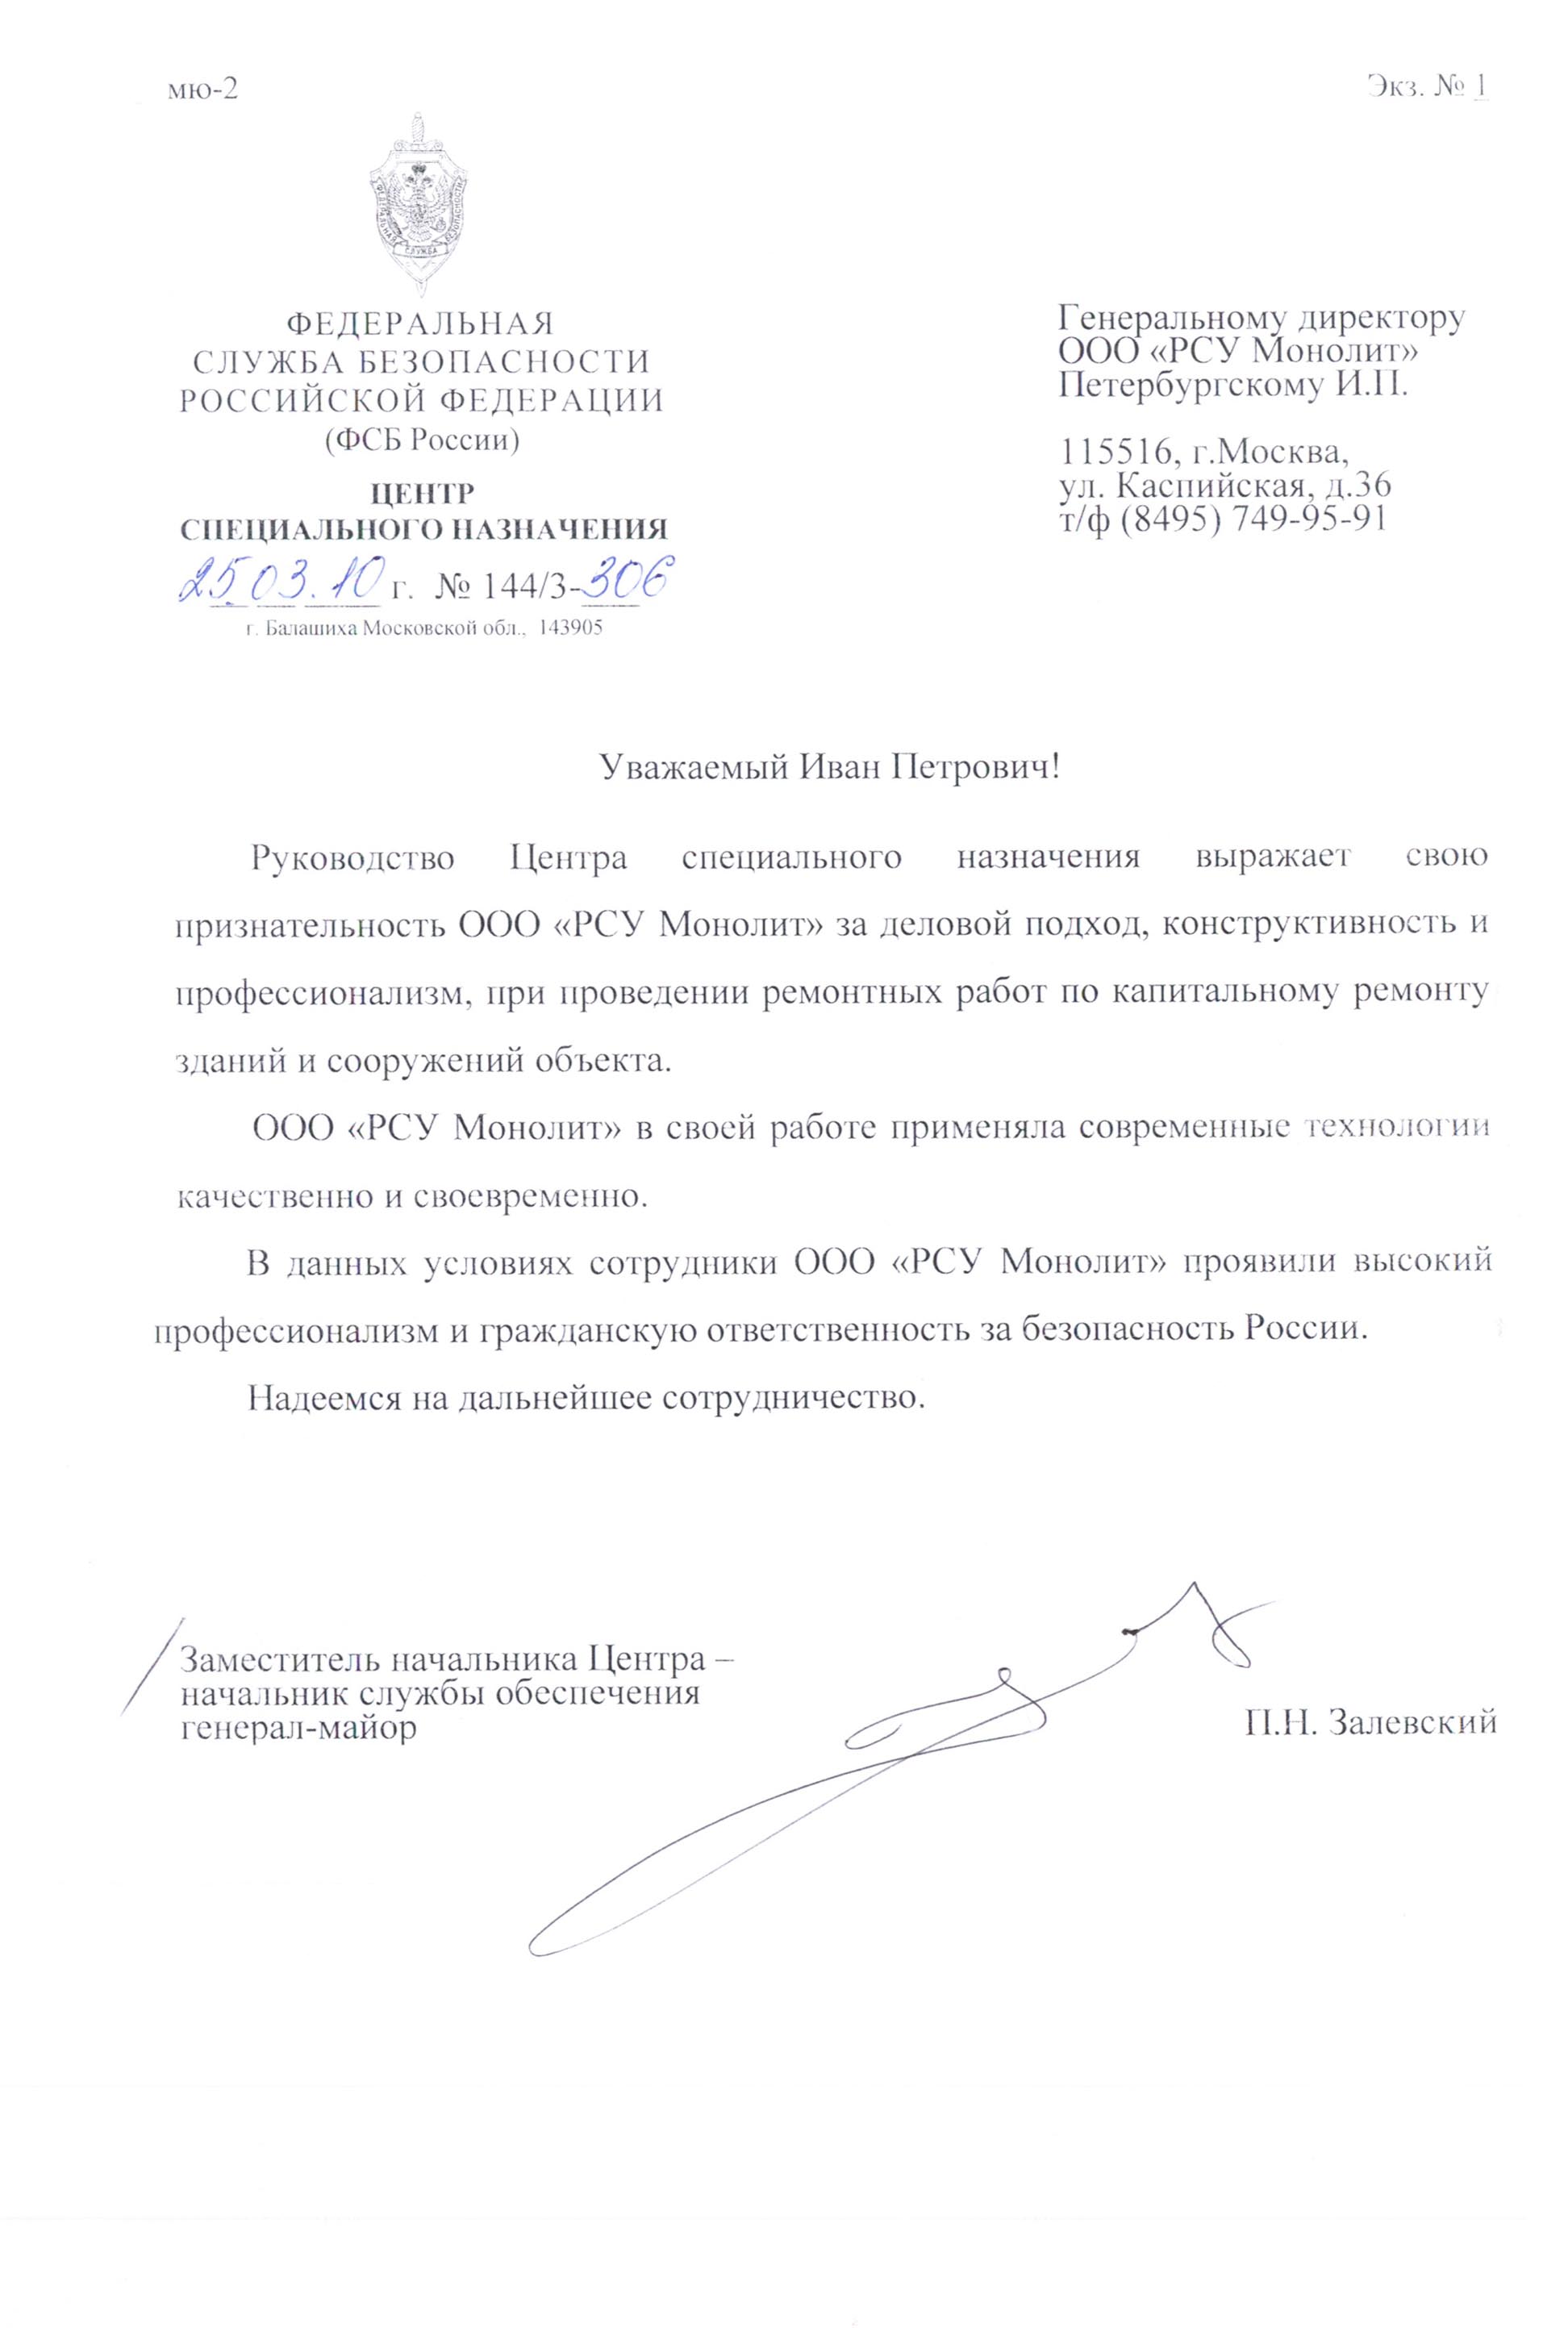 мю-2
Экз. № 1
ФЕДЕРАЛЬНАЯ СЛУЖБА БЕЗОПАСНОСТИ
ФЕДЕРАЛЬНАЯ
СЛУЖБА БЕЗОПАСНОСТИ
РОССИЙСКОЙ ФЕДЕРАЦИИ
(ФСБ России)
ЦЕНТР
СПЕЦИАЛЬНОГО НАЗНАЧЕНИЯ
25.03.10 г. № 144/3-306
г. Балашиха Московской обл., 143905
Генеральному директору
ООО «РСУ Монолит»
Петербургскому И.П.
115516, г.Москва,
ул. Каспийская, д.36
т/ф (8495) 749-95-91
Уважаемый Иван Петрович!
Руководство Центра специального назначения выражает свою
признательность ООО «РСУ Монолит» за деловой подход, конструктивность и
профессионализм, при проведении ремонтных работ по капитальному ремонту
зданий и сооружений объекта.
ООО «РСУ Монолит» в своей работе применяла современные технологии
качественно и своевременно.
В данных условиях сотрудники ООО «РСУ Монолит» проявили высокий
профессионализм и гражданскую ответственность за безопасность России.
Надеемся на дальнейшее сотрудничество.
Заместитель начальника Центра –
начальник службы обеспечения
генерал-майор
П.Н. Залевский